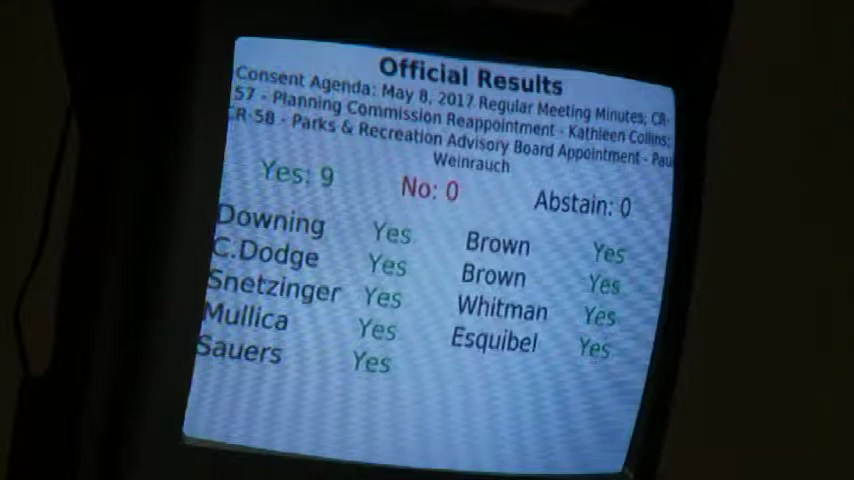 Official Results
Consent Agenda: May 8, 2017 Regular Meeting Minutes; CR-
57 - Planning Commission Reappointment - Kathleen Collins;
CR-58 - Parks & Recreation Advisory Board Appointment - Pau
Weinrauch
Yes: 9 No: 0 Abstain: 0
Downing Yes Brown Yes
C.Dodge Yes Brown Yes
Snetzinger Yes Whitman Yes
Mullica Yes Esquibel Yes
Sauers Yes